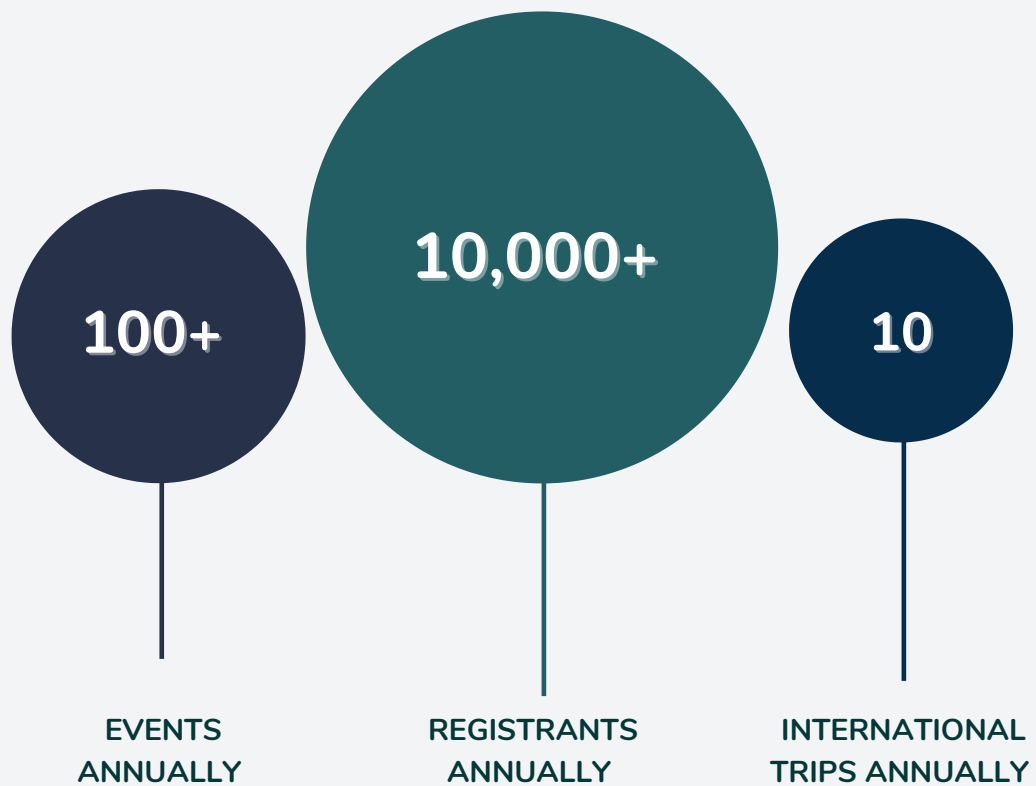 100+
10,000+
10
EVENTS
ANNUALLY
REGISTRANTS
ANNUALLY
INTERNATIONAL
TRIPS ANNUALLY